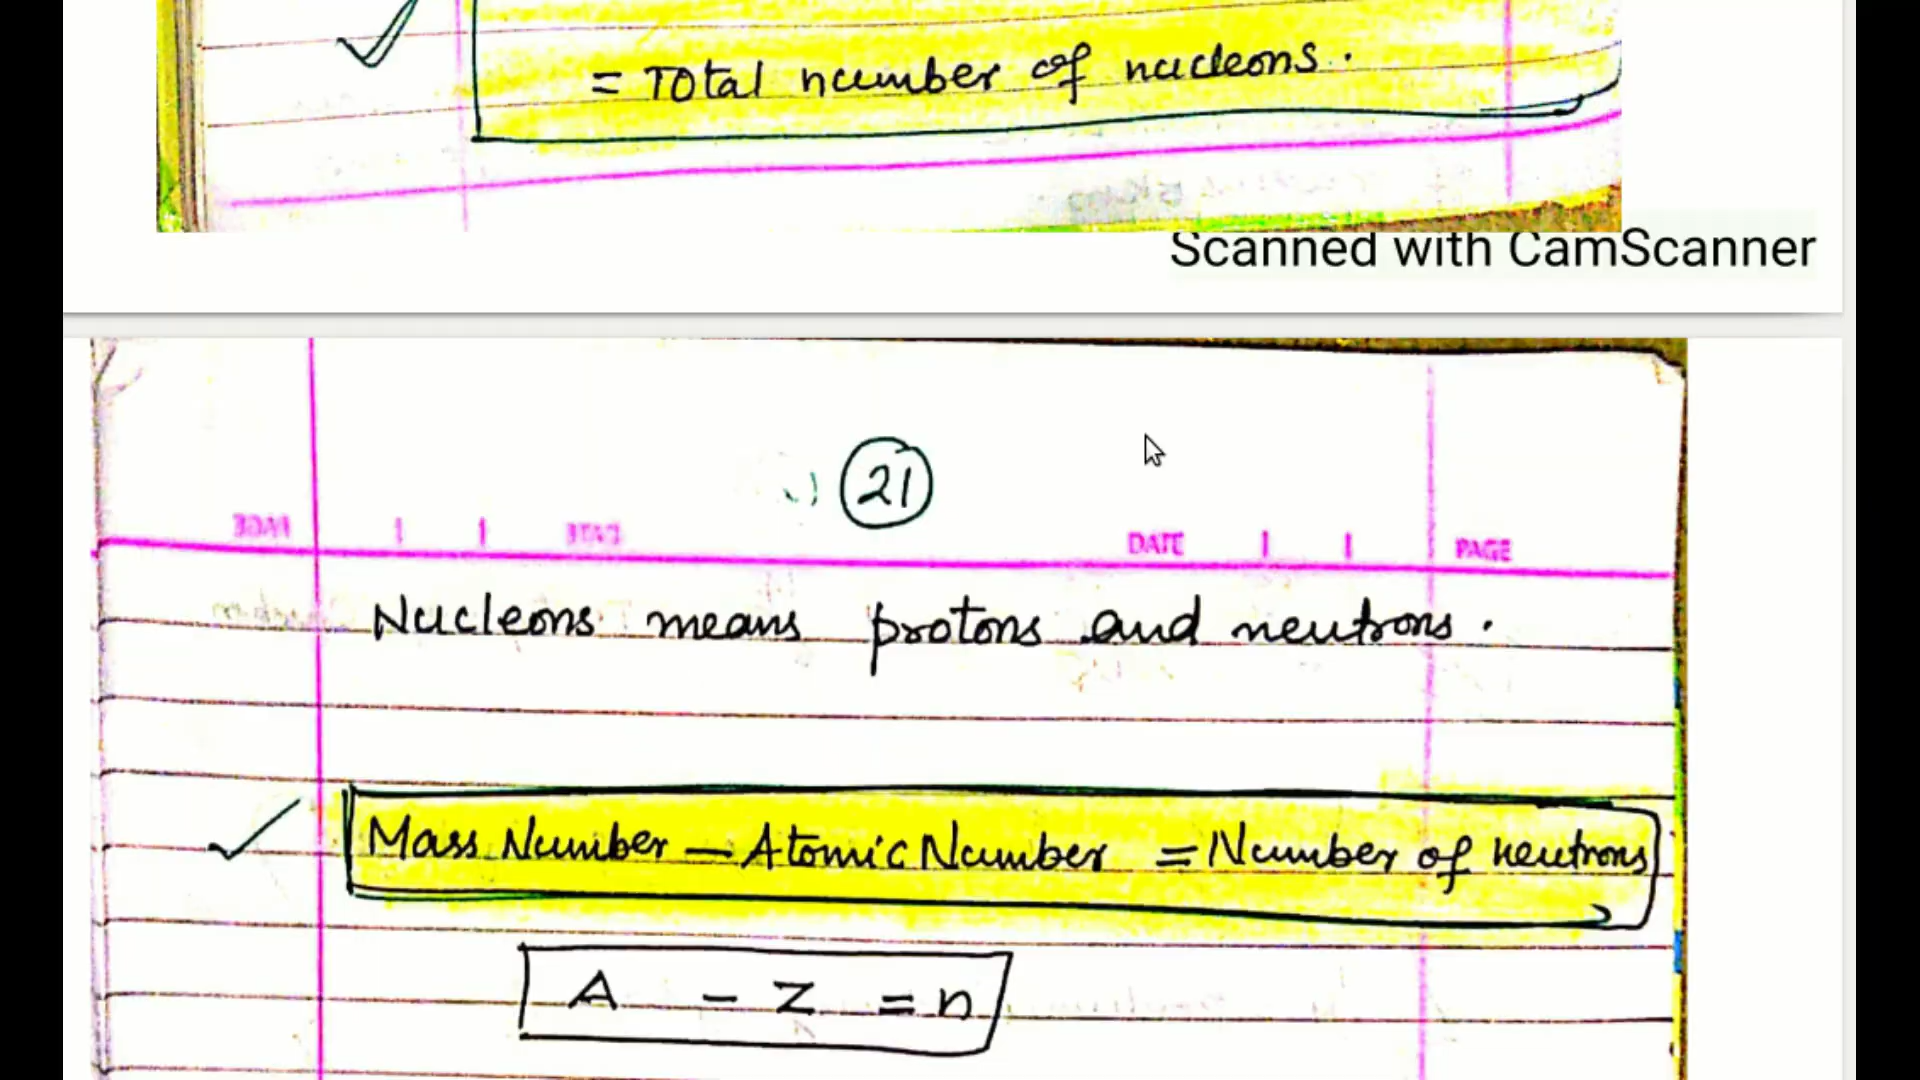 = Total number of nucleons.
Scanned with CamScanner
21
DATE PAGE
Nucleons means protons and neutrons.
Mass Number - Atomic Number = Number of neutrons
A - Z = n